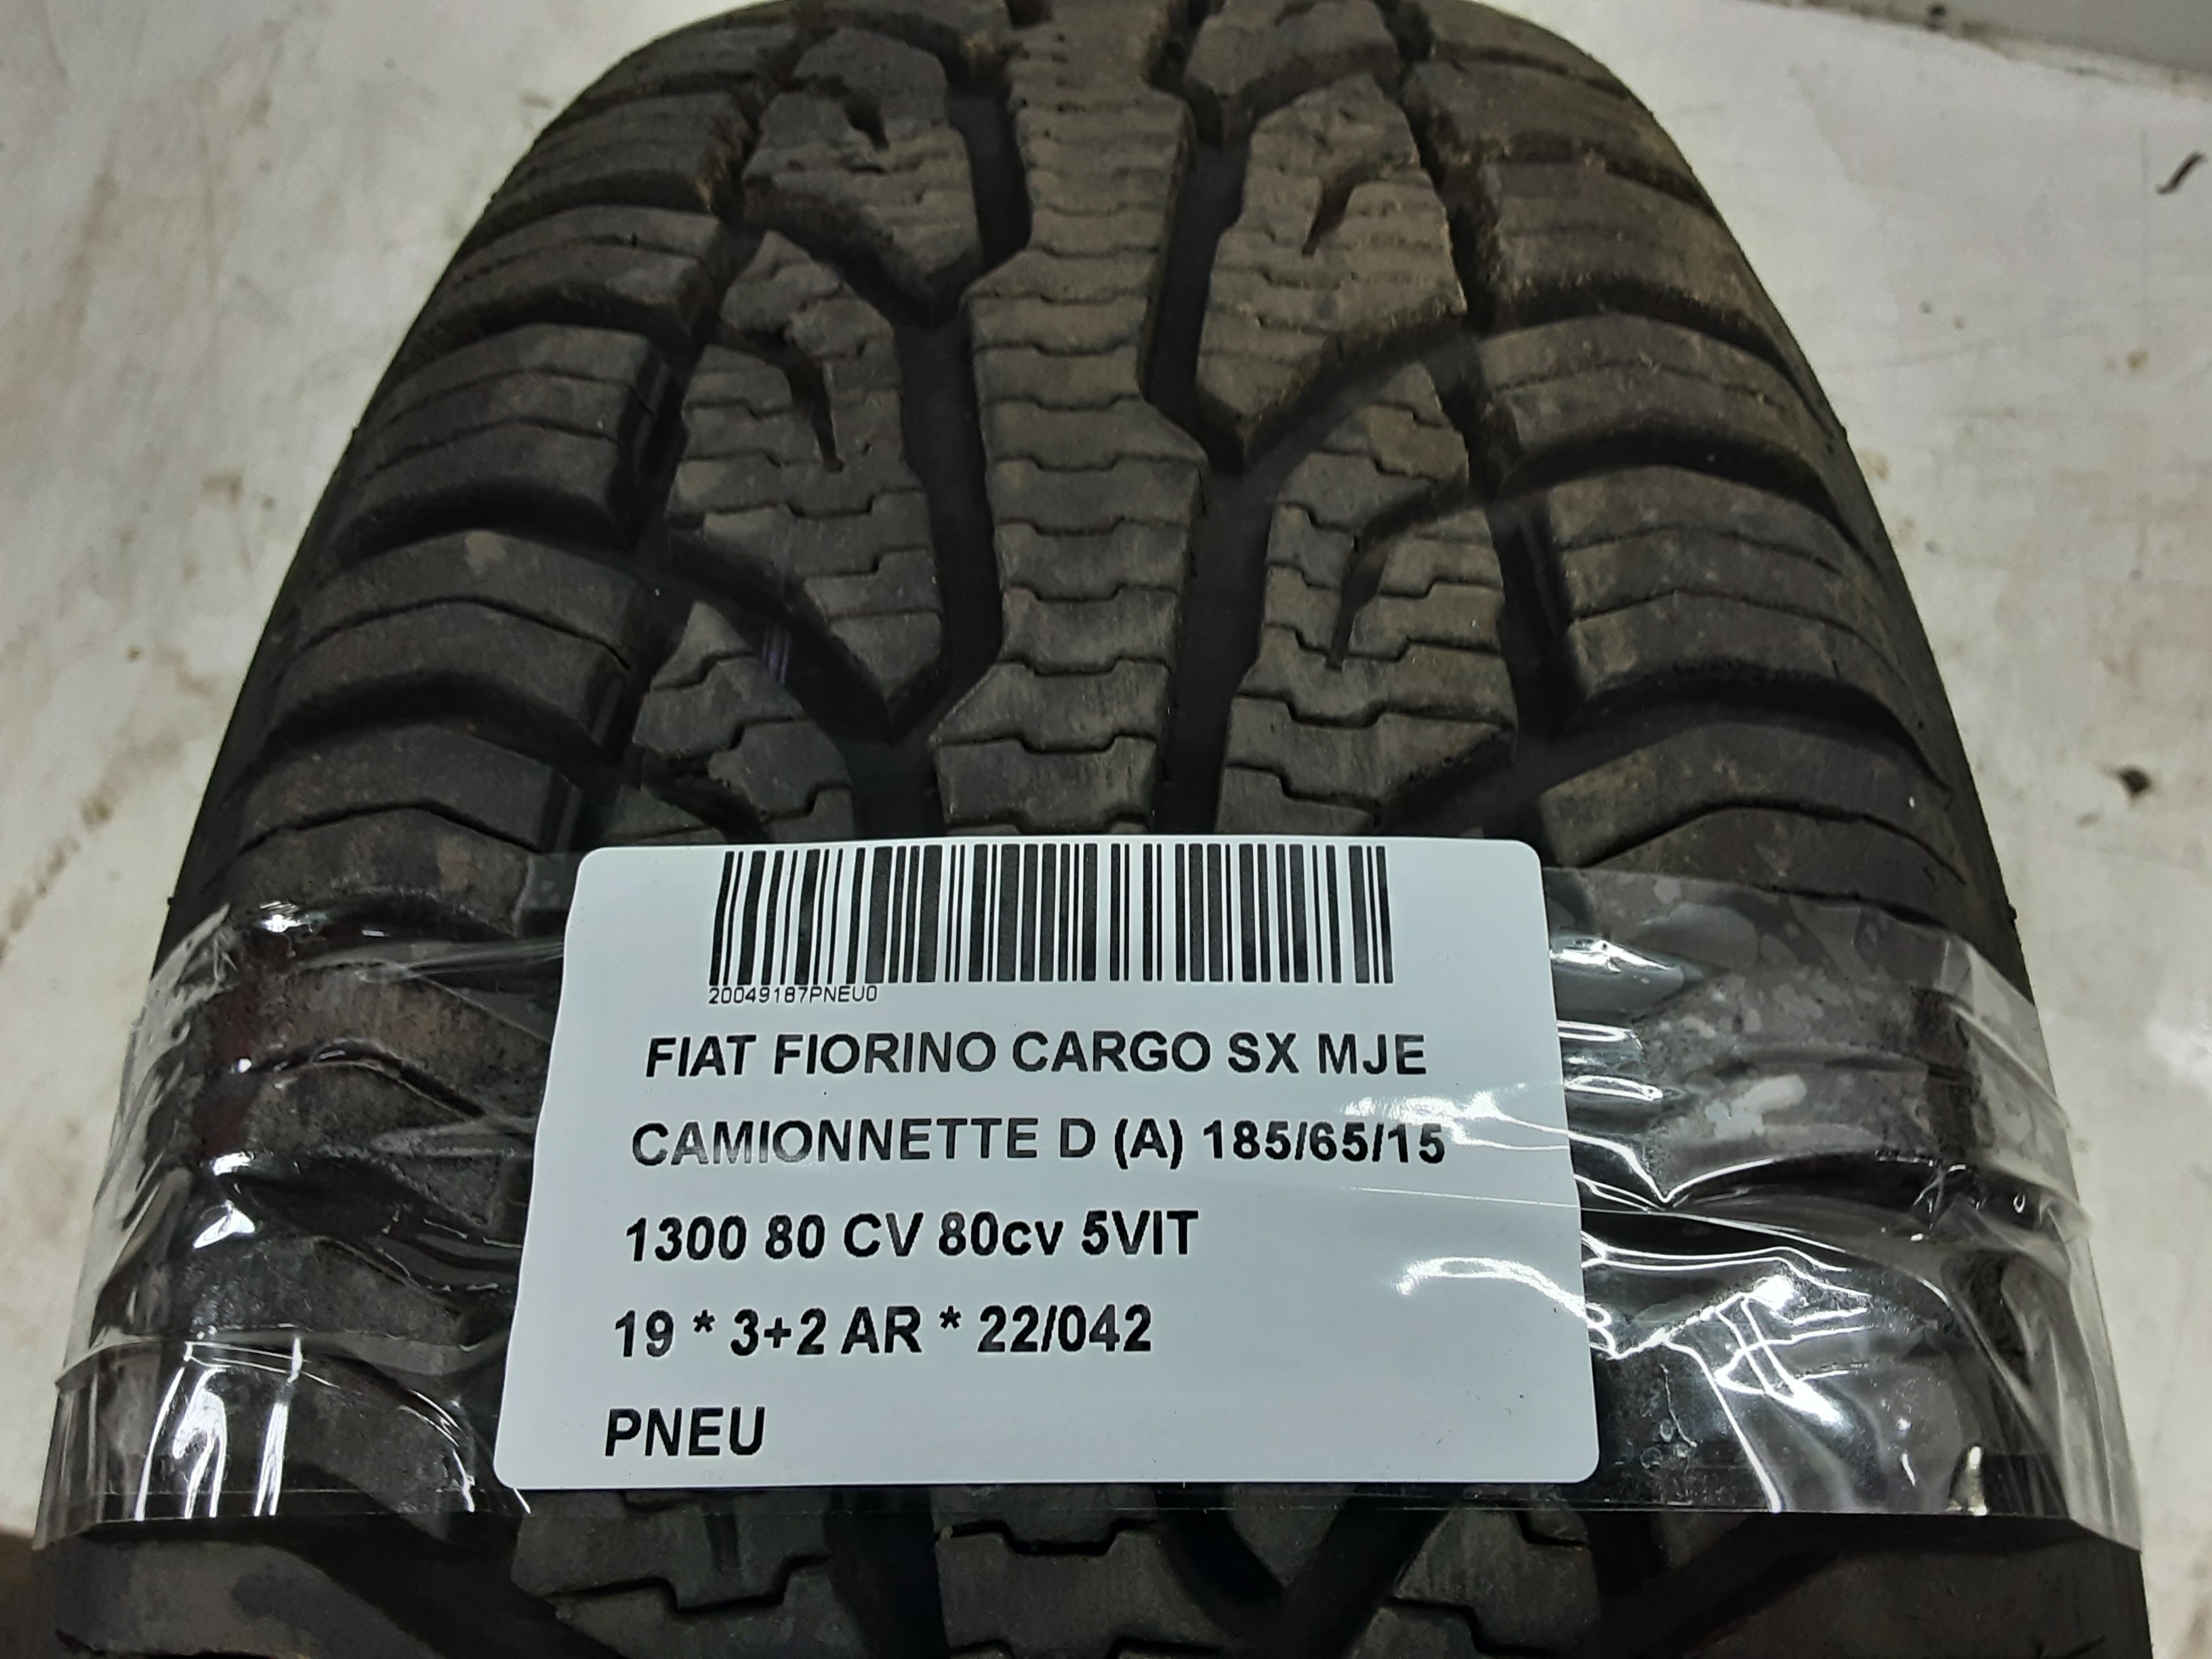 20049187PNEU0
FIAT FIORINO CARGO SX MJE
CAMIONNETTE D (A) 185/65/15
1300 80 CV 80cv 5VIT
19 * 3+2 AR * 22/042
PNEU